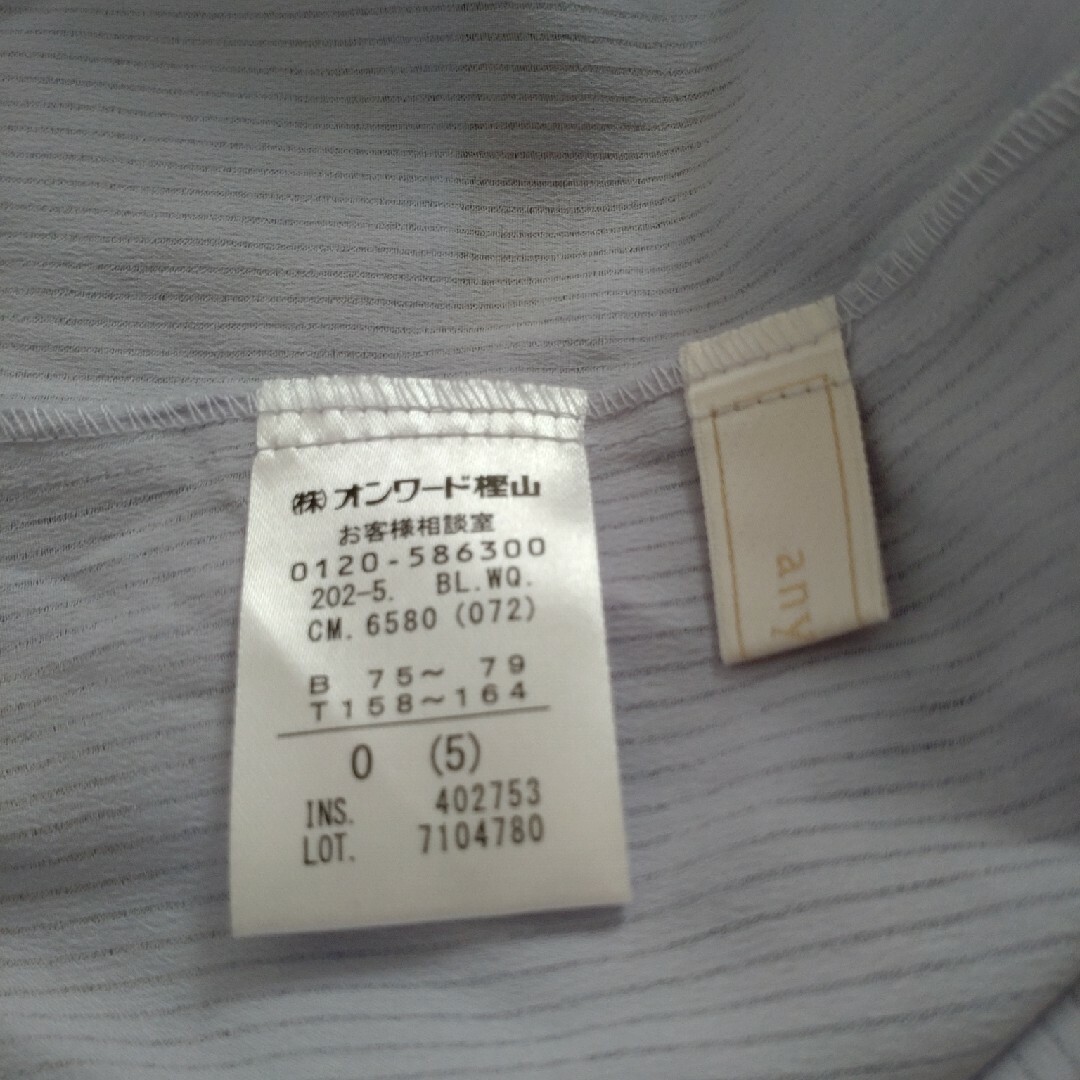 ㈱オンワード樫山
お客様相談室
0120-586300
202-5. BL.WQ.
CM. 6580 (072)
B 75～ 79
T 158～164
0 (5)
INS. 402753
LOT. 7104780
any